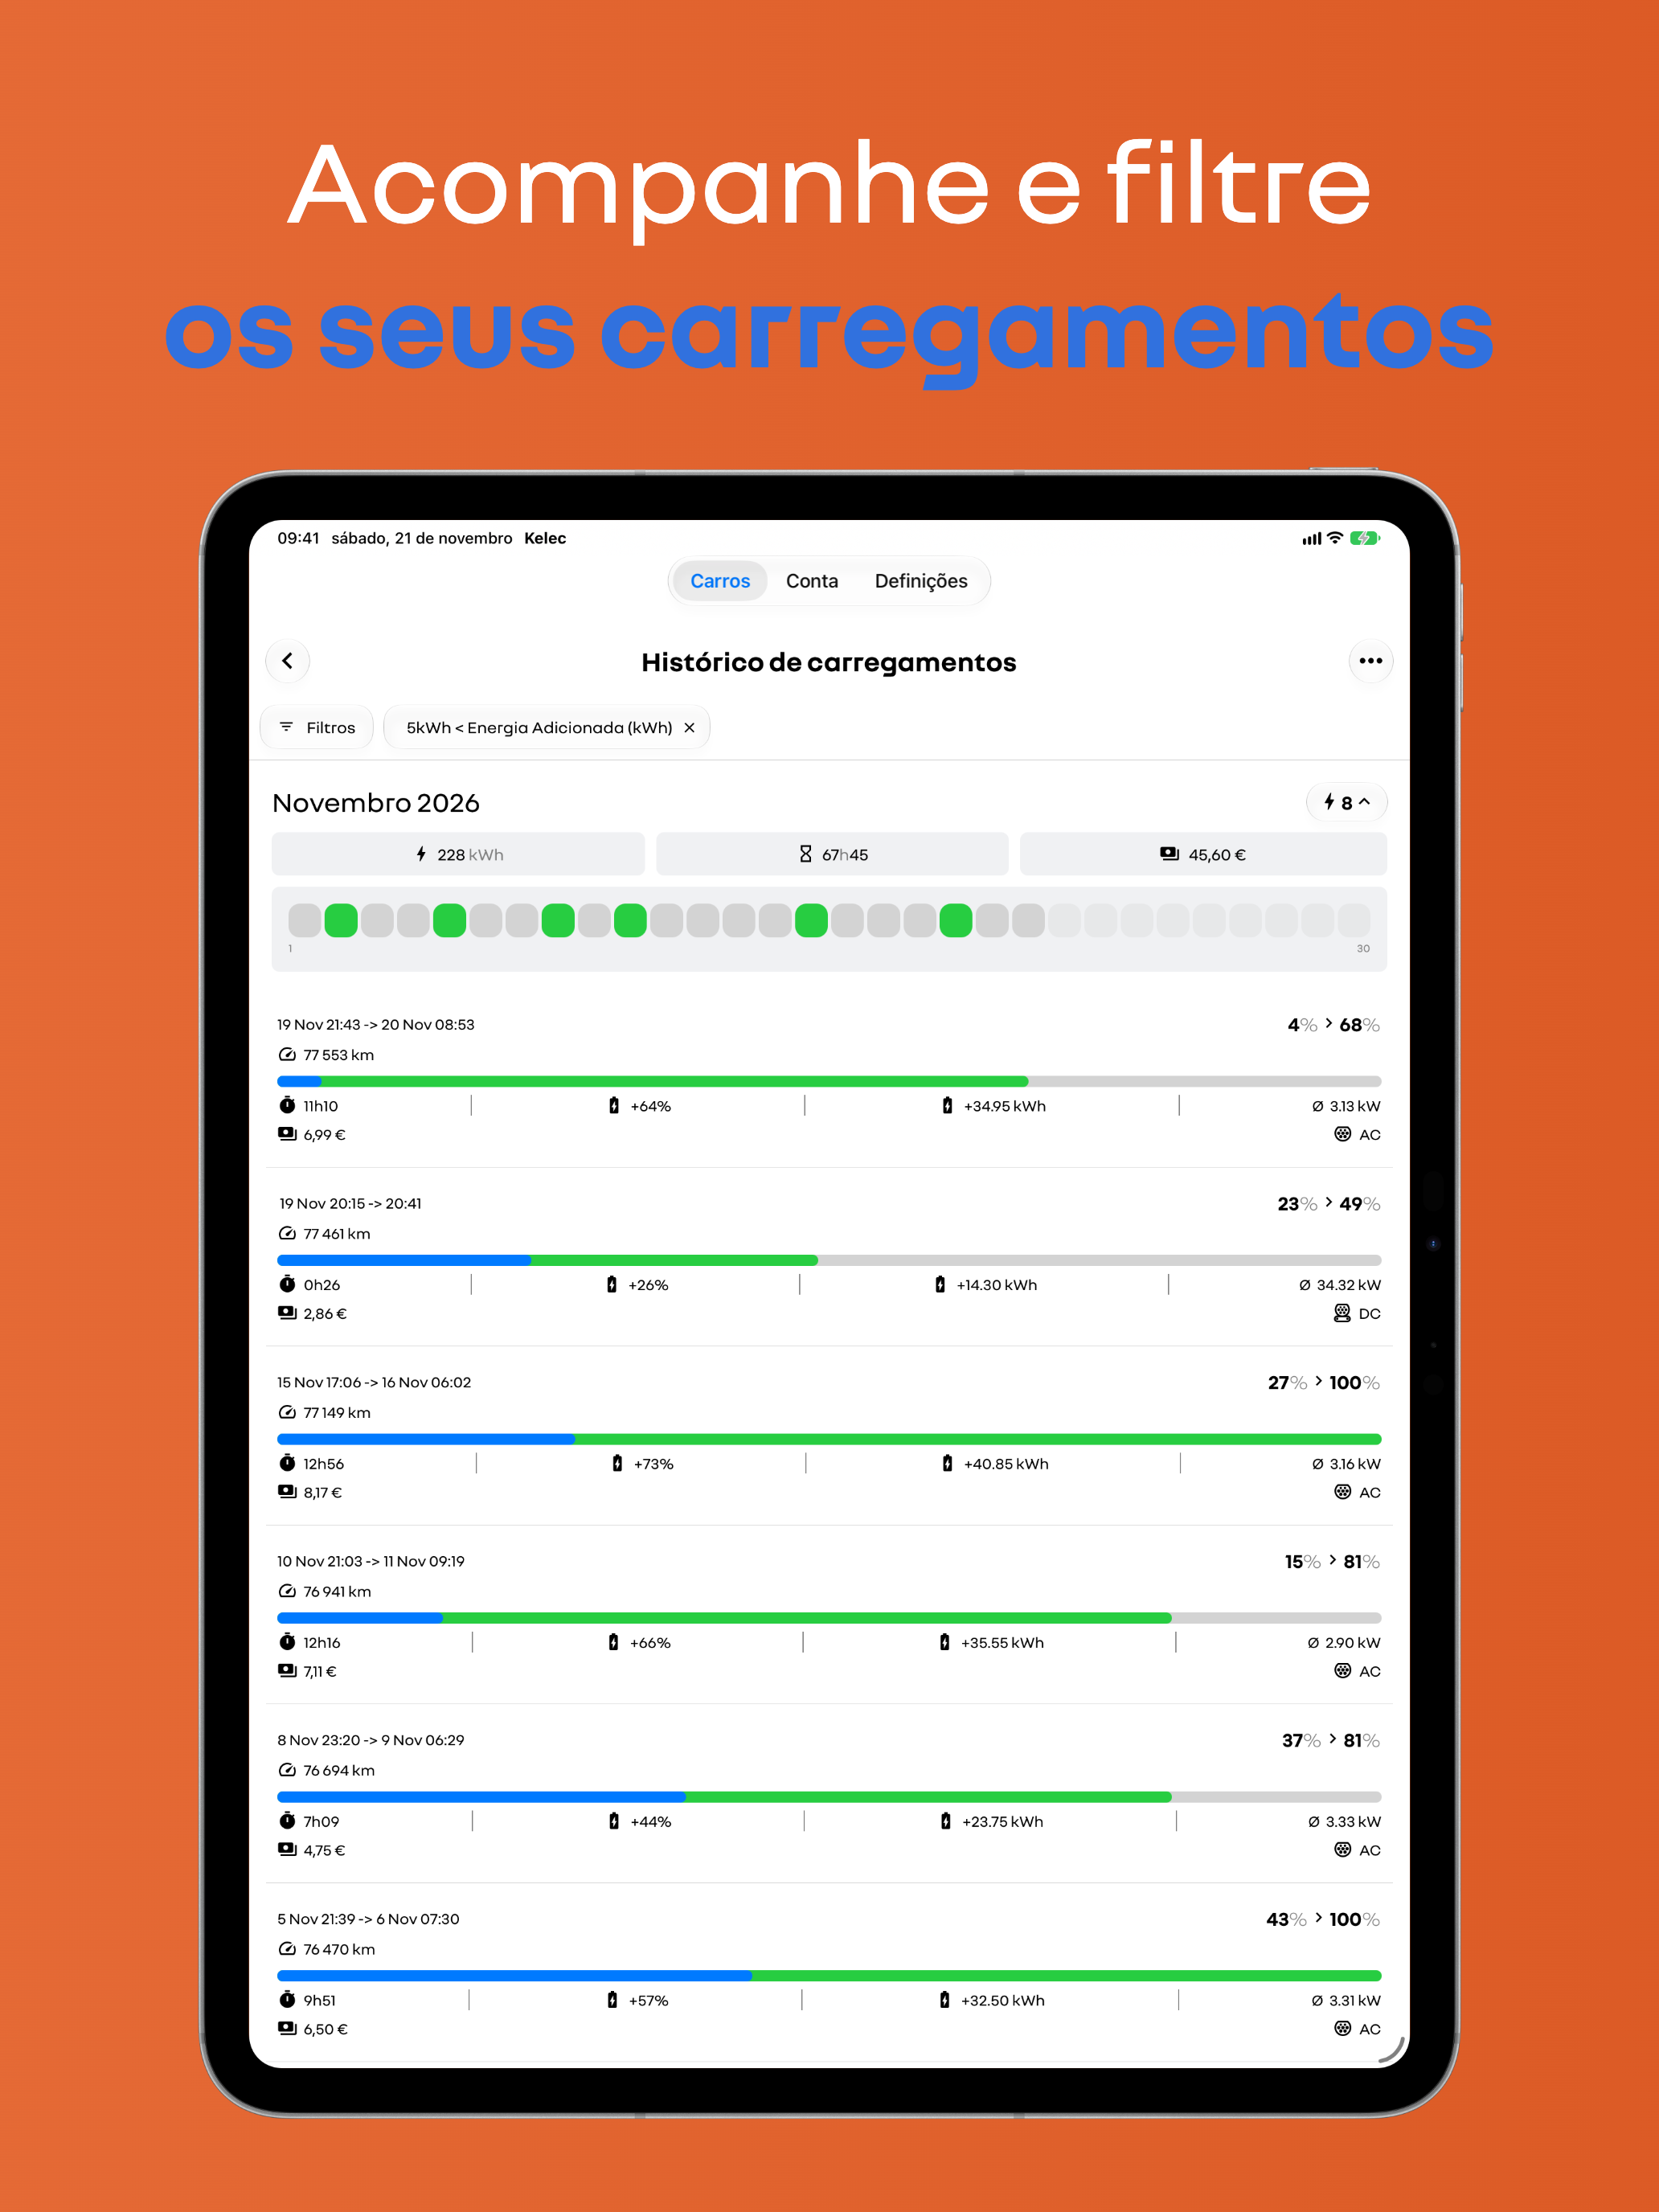 Acompanhe e filtre
os seus carregamentos
09:41 sábado, 21 de novembro Kelec
Carros Conta Definições
Histórico de carregamentos
Filtros 5kWh < Energia Adicionada (kWh) ×
Novembro 2026 8
228 kWh 67h45 45,60 €
1 30
19 Nov 21:43 -> 20 Nov 08:53 4% > 68%
77 553 km
11h10 +64% +34.95 kWh Ø 3.13 kW
6,99 € AC
19 Nov 20:15 -> 20:41 23% > 49%
77 461 km
0h26 +26% +14.30 kWh Ø 34.32 kW
2,86 € DC
15 Nov 17:06 -> 16 Nov 06:02 27% > 100%
77 149 km
12h56 +73% +40.85 kWh Ø 3.16 kW
8,17 € AC
10 Nov 21:03 -> 11 Nov 09:19 15% > 81%
76 941 km
12h16 +66% +35.55 kWh Ø 2.90 kW
7,11 € AC
8 Nov 23:20 -> 9 Nov 06:29 37% > 81%
76 694 km
7h09 +44% +23.75 kWh Ø 3.33 kW
4,75 € AC
5 Nov 21:39 -> 6 Nov 07:30 43% > 100%
76 470 km
9h51 +57% +32.50 kWh Ø 3.31 kW
6,50 € AC